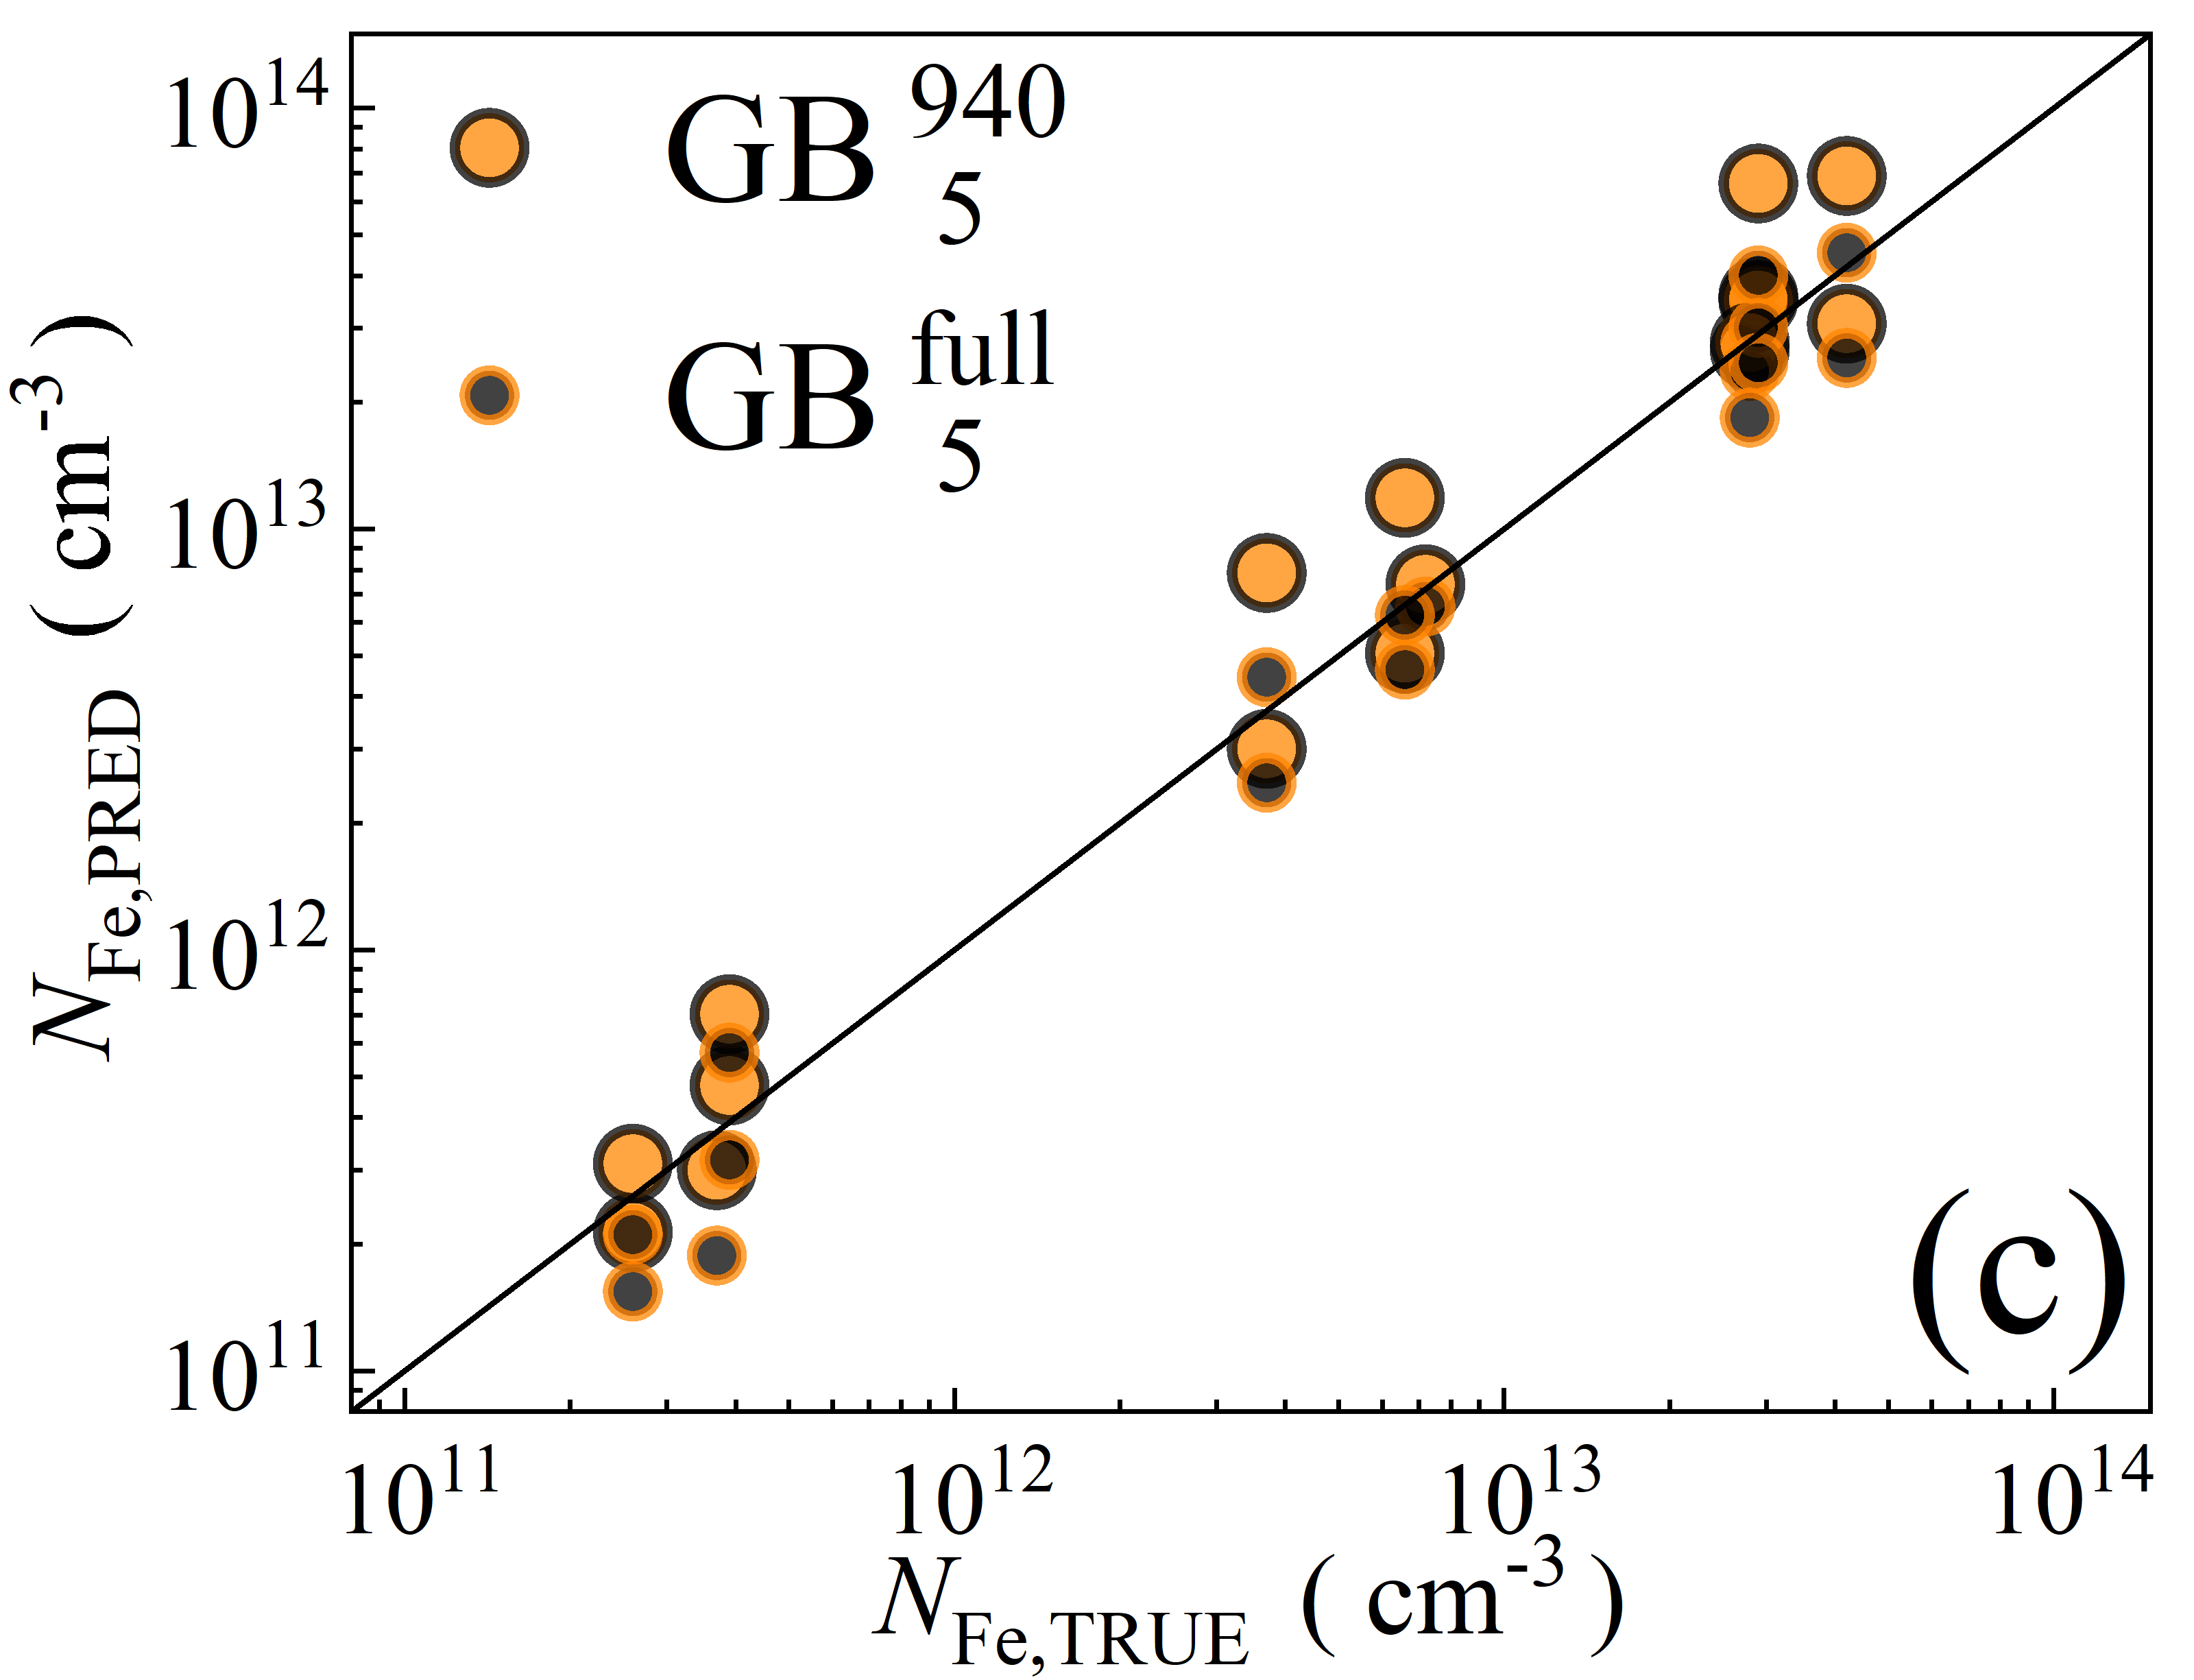 GB 940 5
GB full 5
10^14
10^13
10^12
10^11
N_Fe,PRED ( cm^-3 )
(c)
10^11 10^12 10^13 10^14
N_Fe,TRUE ( cm^-3 )